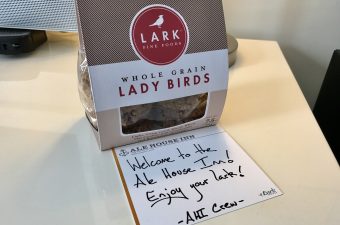 LARK
FINE FOODS
WHOLE GRAIN
LADY BIRDS
ALE HOUSE INN
Welcome to the
Ale House Inn!
Enjoy your lark!
-AHI Crew-